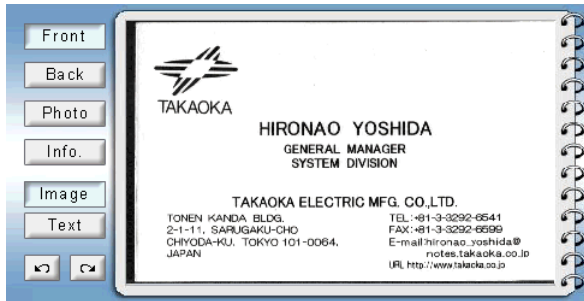 Front
Back
Photo
Info.
Image
Text
TAKAOKA
HIRONAO YOSHIDA
GENERAL MANAGER
SYSTEM DIVISION
TAKAOKA ELECTRIC MFG. CO.,LTD.
TONEN KANDA BLDG.
2-1-11, SARUGAKU-CHO
CHIYODA-KU, TOKYO 101-0064,
JAPAN
TEL:+81-3-3292-6541
FAX:+81-3-3292-6599
E-mail:hironao_yoshida@
notes.takaoka.co.jp
URL http://www.takaoka.co.jp